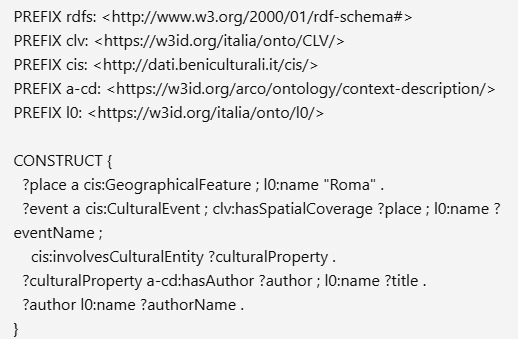 PREFIX rdfs: <http://www.w3.org/2000/01/rdf-schema#>
PREFIX clv: <https://w3id.org/italia/onto/CLV/>
PREFIX cis: <http://dati.beniculturali.it/cis/>
PREFIX a-cd: <https://w3id.org/arco/ontology/context-description/>
PREFIX l0: <https://w3id.org/italia/onto/l0/>

CONSTRUCT {
  ?place a cis:GeographicalFeature ; l0:name "Roma" .
  ?event a cis:CulturalEvent ; clv:hasSpatialCoverage ?place ; l0:name ?
eventName ;
    cis:involvesCulturalEntity ?culturalProperty .
  ?culturalProperty a-cd:hasAuthor ?author ; l0:name ?title .
  ?author l0:name ?authorName .
}